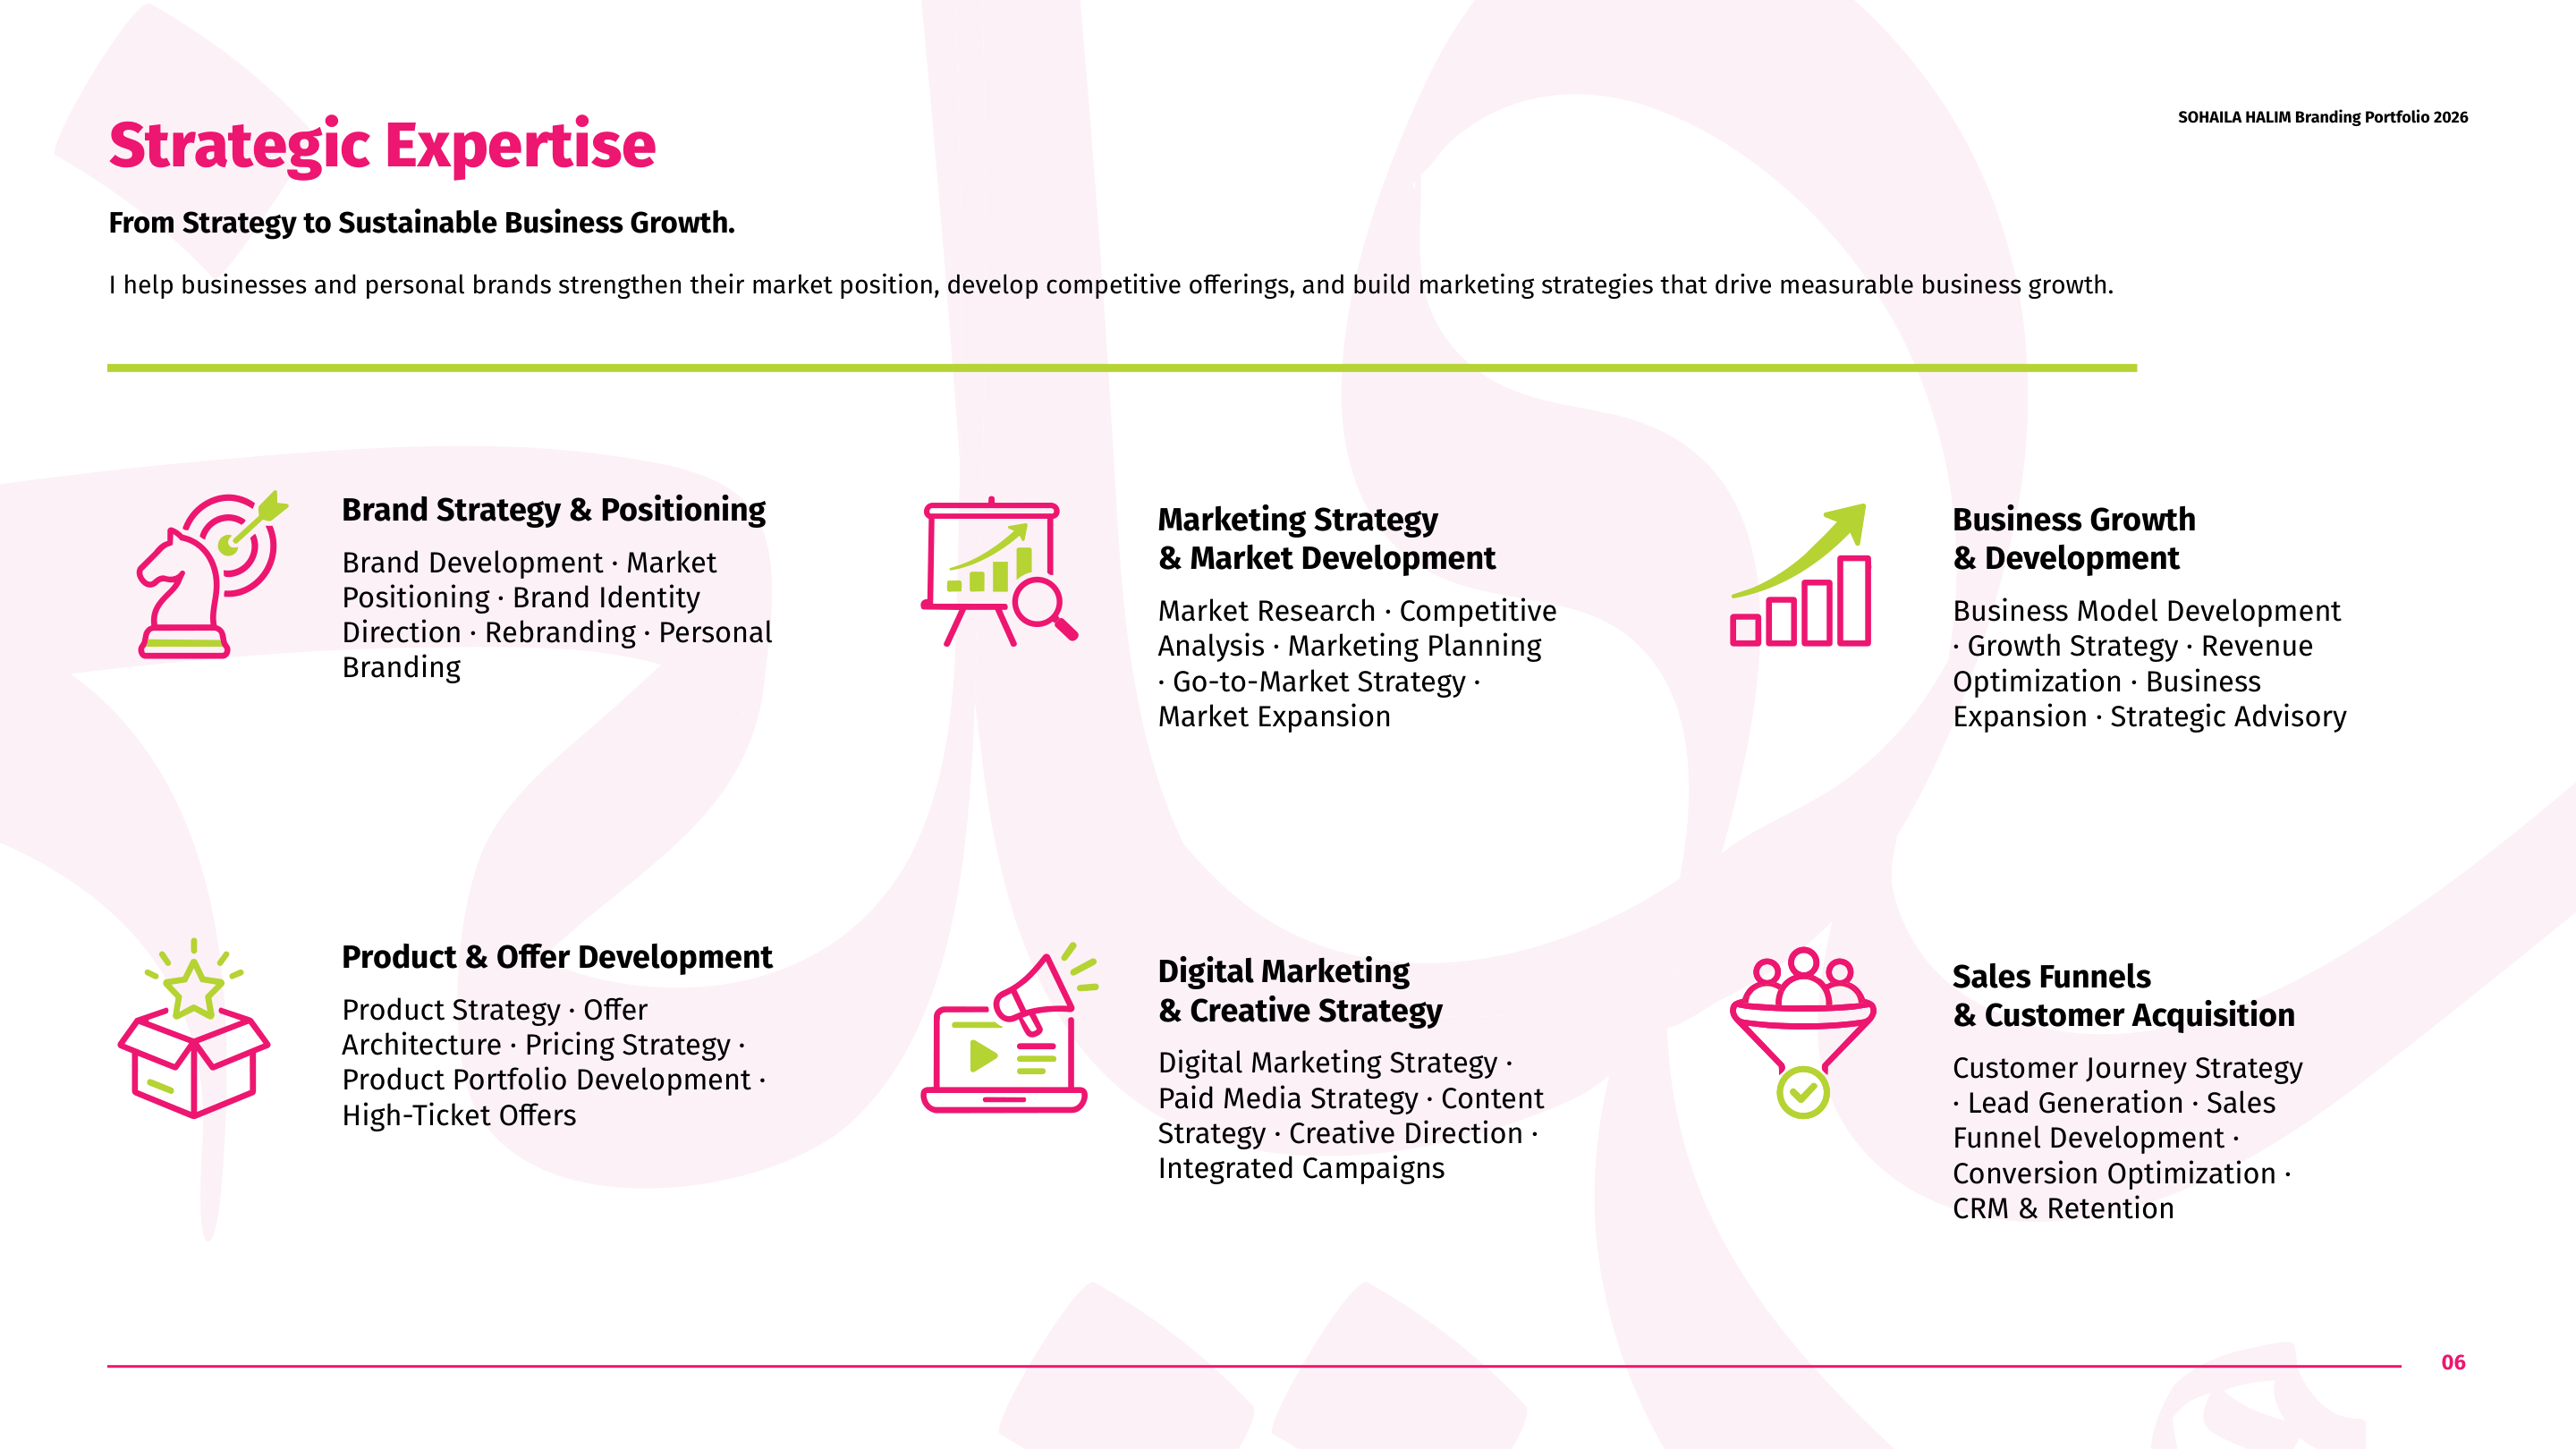 SOHAILA HALIM Branding Portfolio 2026
Strategic Expertise
From Strategy to Sustainable Business Growth.
I help businesses and personal brands strengthen their market position, develop competitive offerings, and build marketing strategies that drive measurable business growth.
Brand Strategy & Positioning
Brand Development · Market
Positioning · Brand Identity
Direction · Rebranding · Personal
Branding
Marketing Strategy
& Market Development
Market Research · Competitive
Analysis · Marketing Planning
· Go-to-Market Strategy ·
Market Expansion
Business Growth
& Development
Business Model Development
· Growth Strategy · Revenue
Optimization · Business
Expansion · Strategic Advisory
Product & Offer Development
Product Strategy · Offer
Architecture · Pricing Strategy ·
Product Portfolio Development ·
High-Ticket Offers
Digital Marketing
& Creative Strategy
Digital Marketing Strategy ·
Paid Media Strategy · Content
Strategy · Creative Direction ·
Integrated Campaigns
Sales Funnels
& Customer Acquisition
Customer Journey Strategy
· Lead Generation · Sales
Funnel Development ·
Conversion Optimization ·
CRM & Retention
06